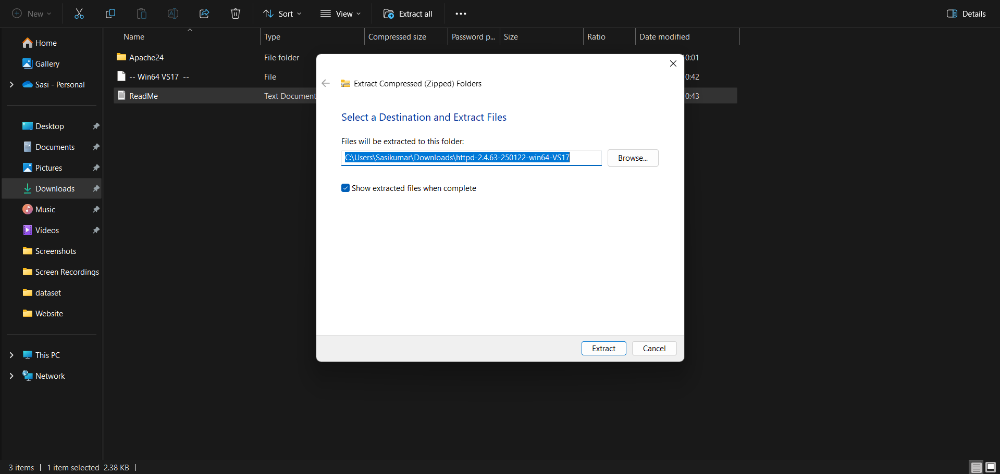 New
Sort
View
Extract all
Details
Name
Type
Compressed size
Password p...
Size
Ratio
Date modified
Home
Gallery
Sasi - Personal
Desktop
Documents
Pictures
Downloads
Music
Videos
Screenshots
Screen Recordings
dataset
Website
This PC
Network
Apache24 File folder 0:01
-- Win64 VS17 -- File 0:42
ReadMe Text Document 0:43
Extract Compressed (Zipped) Folders
Select a Destination and Extract Files
Files will be extracted to this folder:
C:\Users\Sasikumar\Downloads\httpd-2.4.63-250122-win64-VS17
Browse...
Show extracted files when complete
Extract
Cancel
3 items | 1 item selected 2.38 KB |